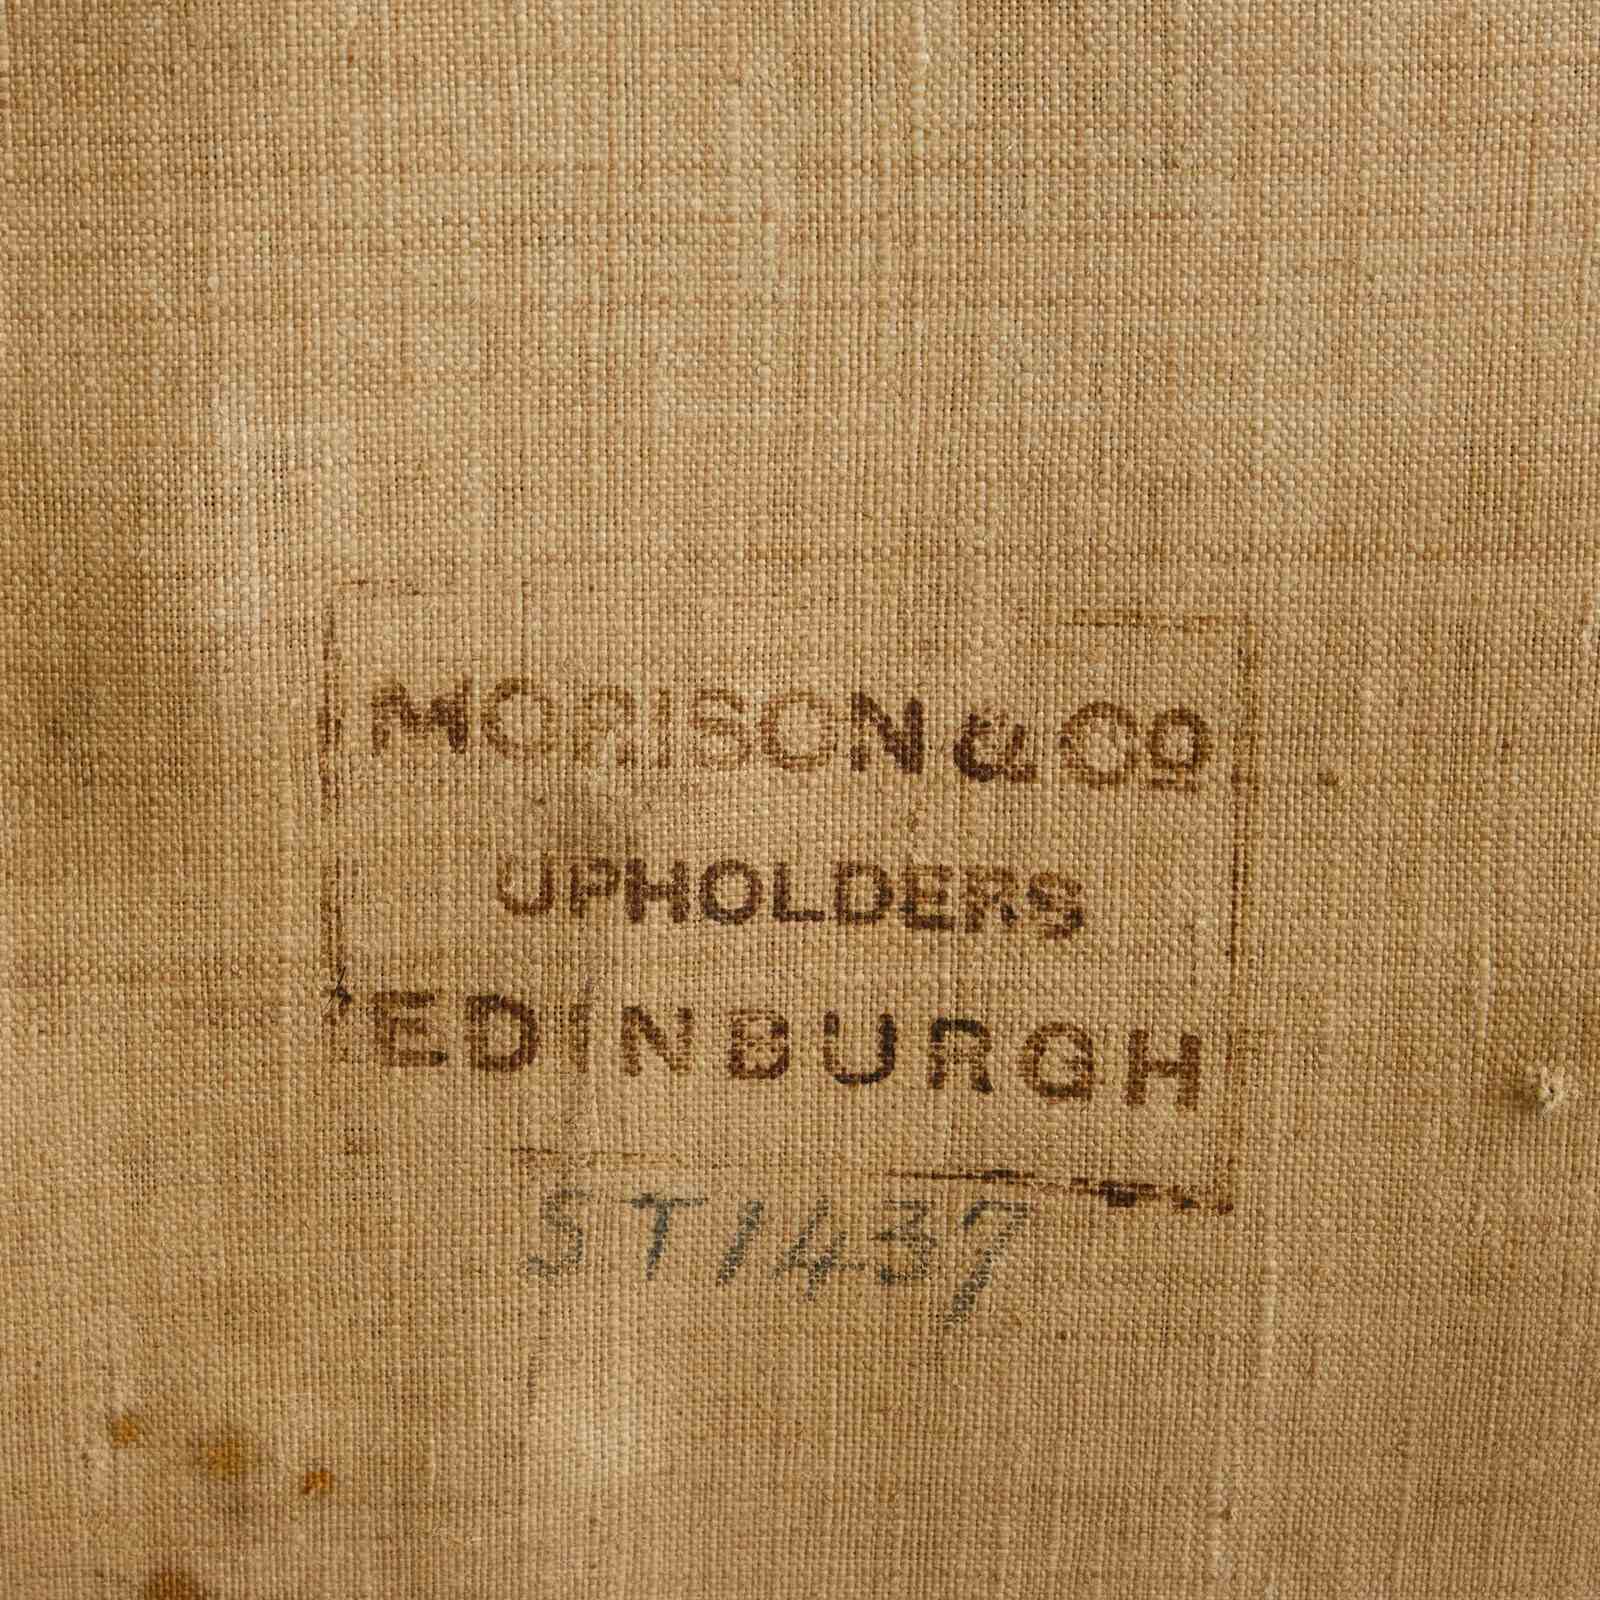 MORISON & Co
UPHOLDERS
EDINBURGH
ST1437